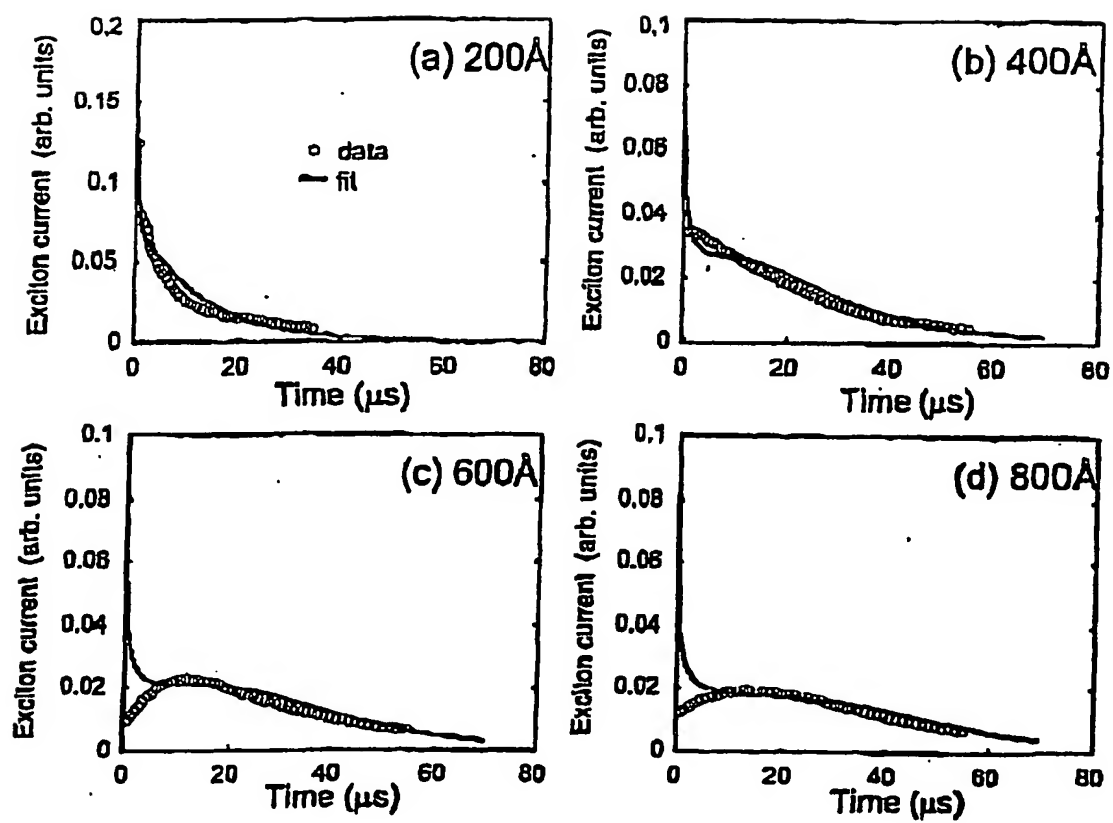 (a) 200Å
Exciton current (arb. units)
0,2
0,15
0,1
0,05
0
data
fit
0 20 40 60 80
Time (µs)
(b) 400Å
Exciton current (arb. units)
0,1
0.08
0,06
0.04
0.02
0
0 20 40 60 80
Time (µs)
(c) 600Å
Exciton current (arb. units)
0,1
0.08
0.06
0.04
0.02
0
0 20 40 60 80
Time (µs)
(d) 800Å
Exciton current (arb. units)
0,1
0.08
0.06
0.04
0.02
0
0 20 40 60 80
Time (µs)